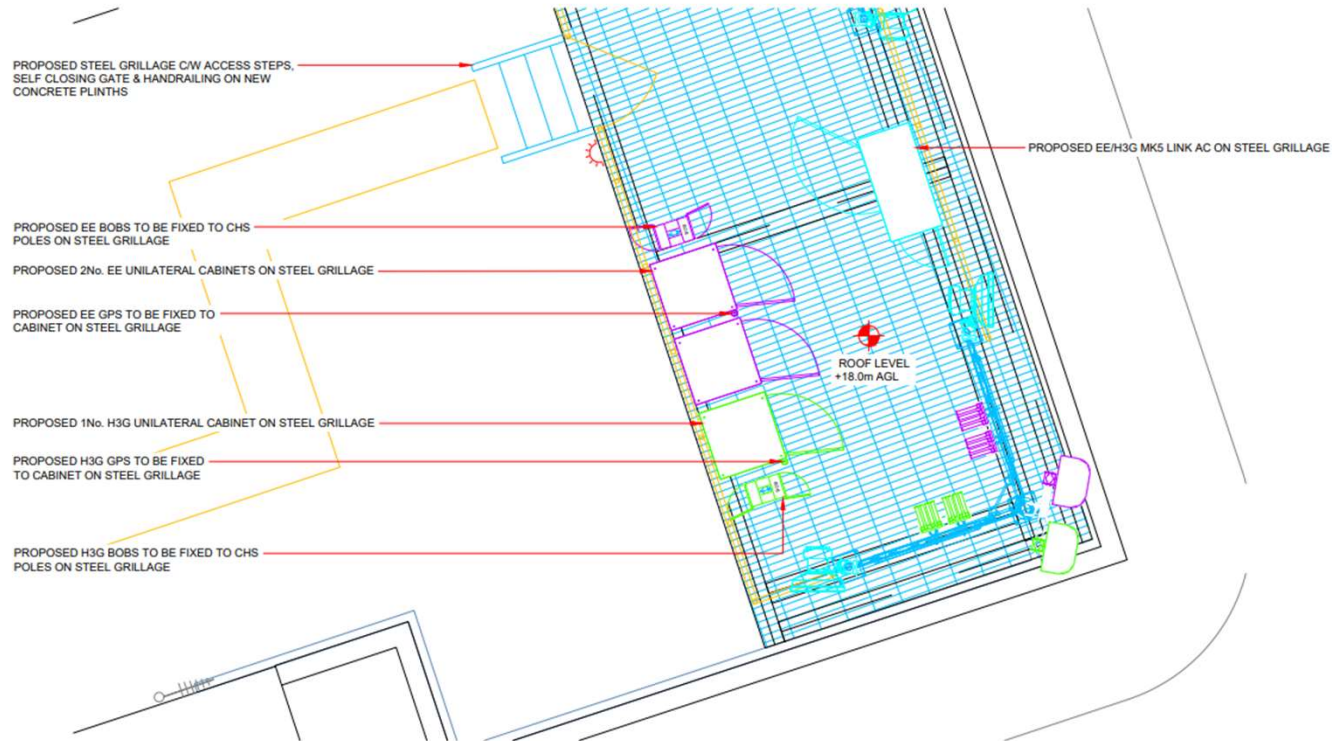 PROPOSED STEEL GRILLAGE C/W ACCESS STEPS,
SELF CLOSING GATE & HANDRAILING ON NEW
CONCRETE PLINTHS
PROPOSED EE/H3G MK5 LINK AC ON STEEL GRILLAGE
PROPOSED EE BOBS TO BE FIXED TO CHS
POLES ON STEEL GRILLAGE
PROPOSED 2No. EE UNILATERAL CABINETS ON STEEL GRILLAGE
PROPOSED EE GPS TO BE FIXED TO
CABINET ON STEEL GRILLAGE
ROOF LEVEL
+18.0m AGL
PROPOSED 1No. H3G UNILATERAL CABINET ON STEEL GRILLAGE
PROPOSED H3G GPS TO BE FIXED
TO CABINET ON STEEL GRILLAGE
PROPOSED H3G BOBS TO BE FIXED TO CHS
POLES ON STEEL GRILLAGE